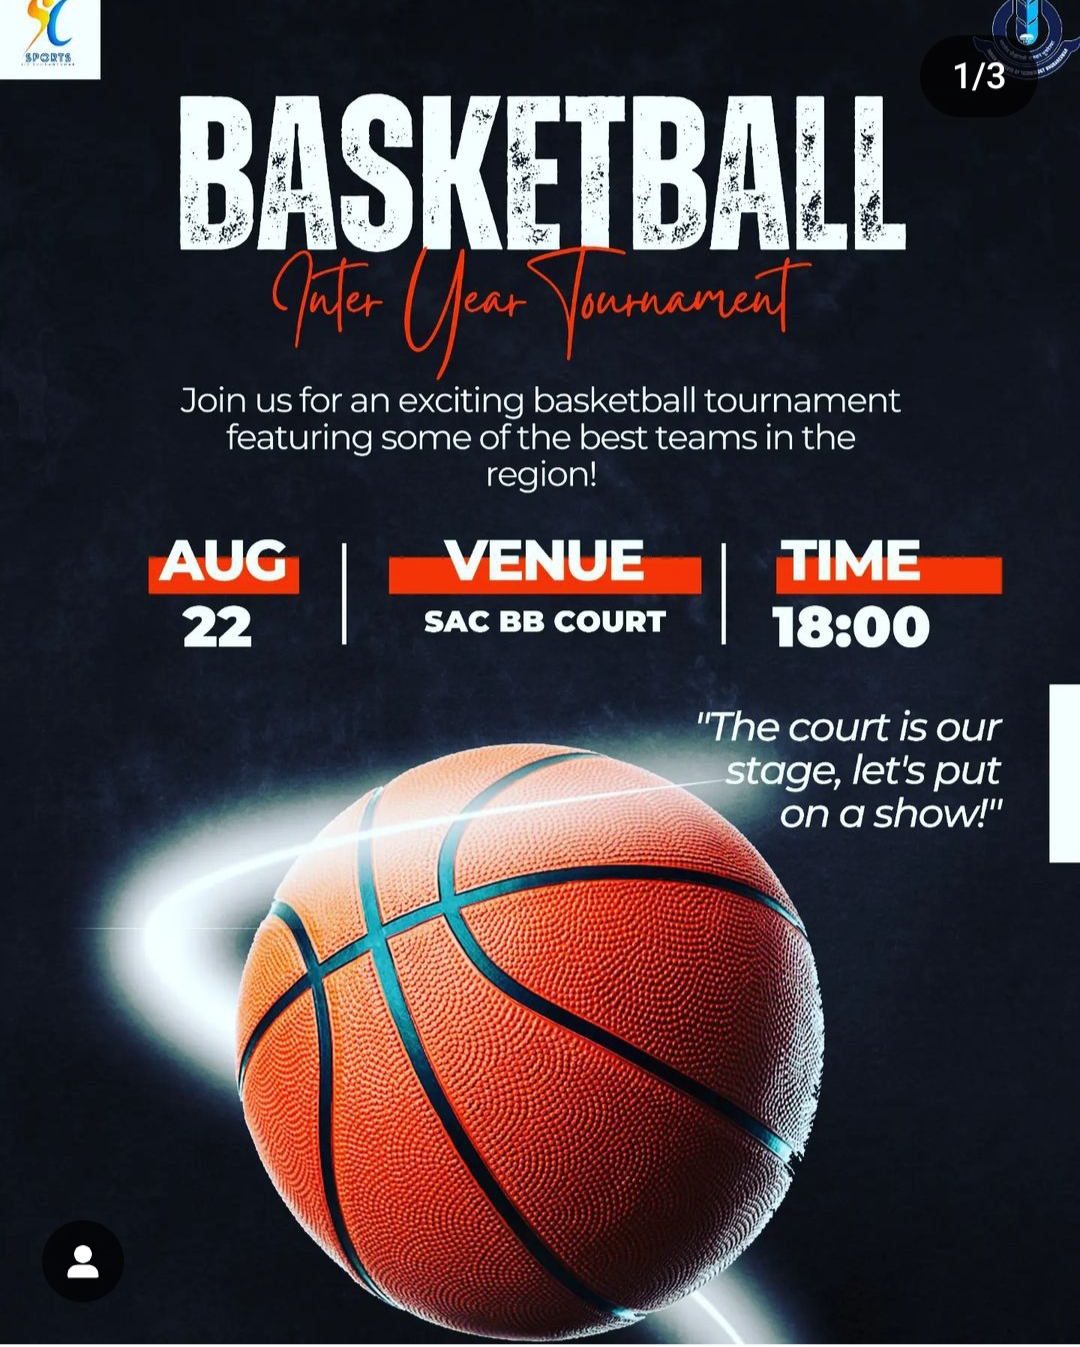 SPORTS
1/3
BASKETBALL
Inter Year Tournament
Join us for an exciting basketball tournament
featuring some of the best teams in the
region!
AUG
22
VENUE
SAC BB COURT
TIME
18:00
"The court is our
stage, let's put
on a show!"